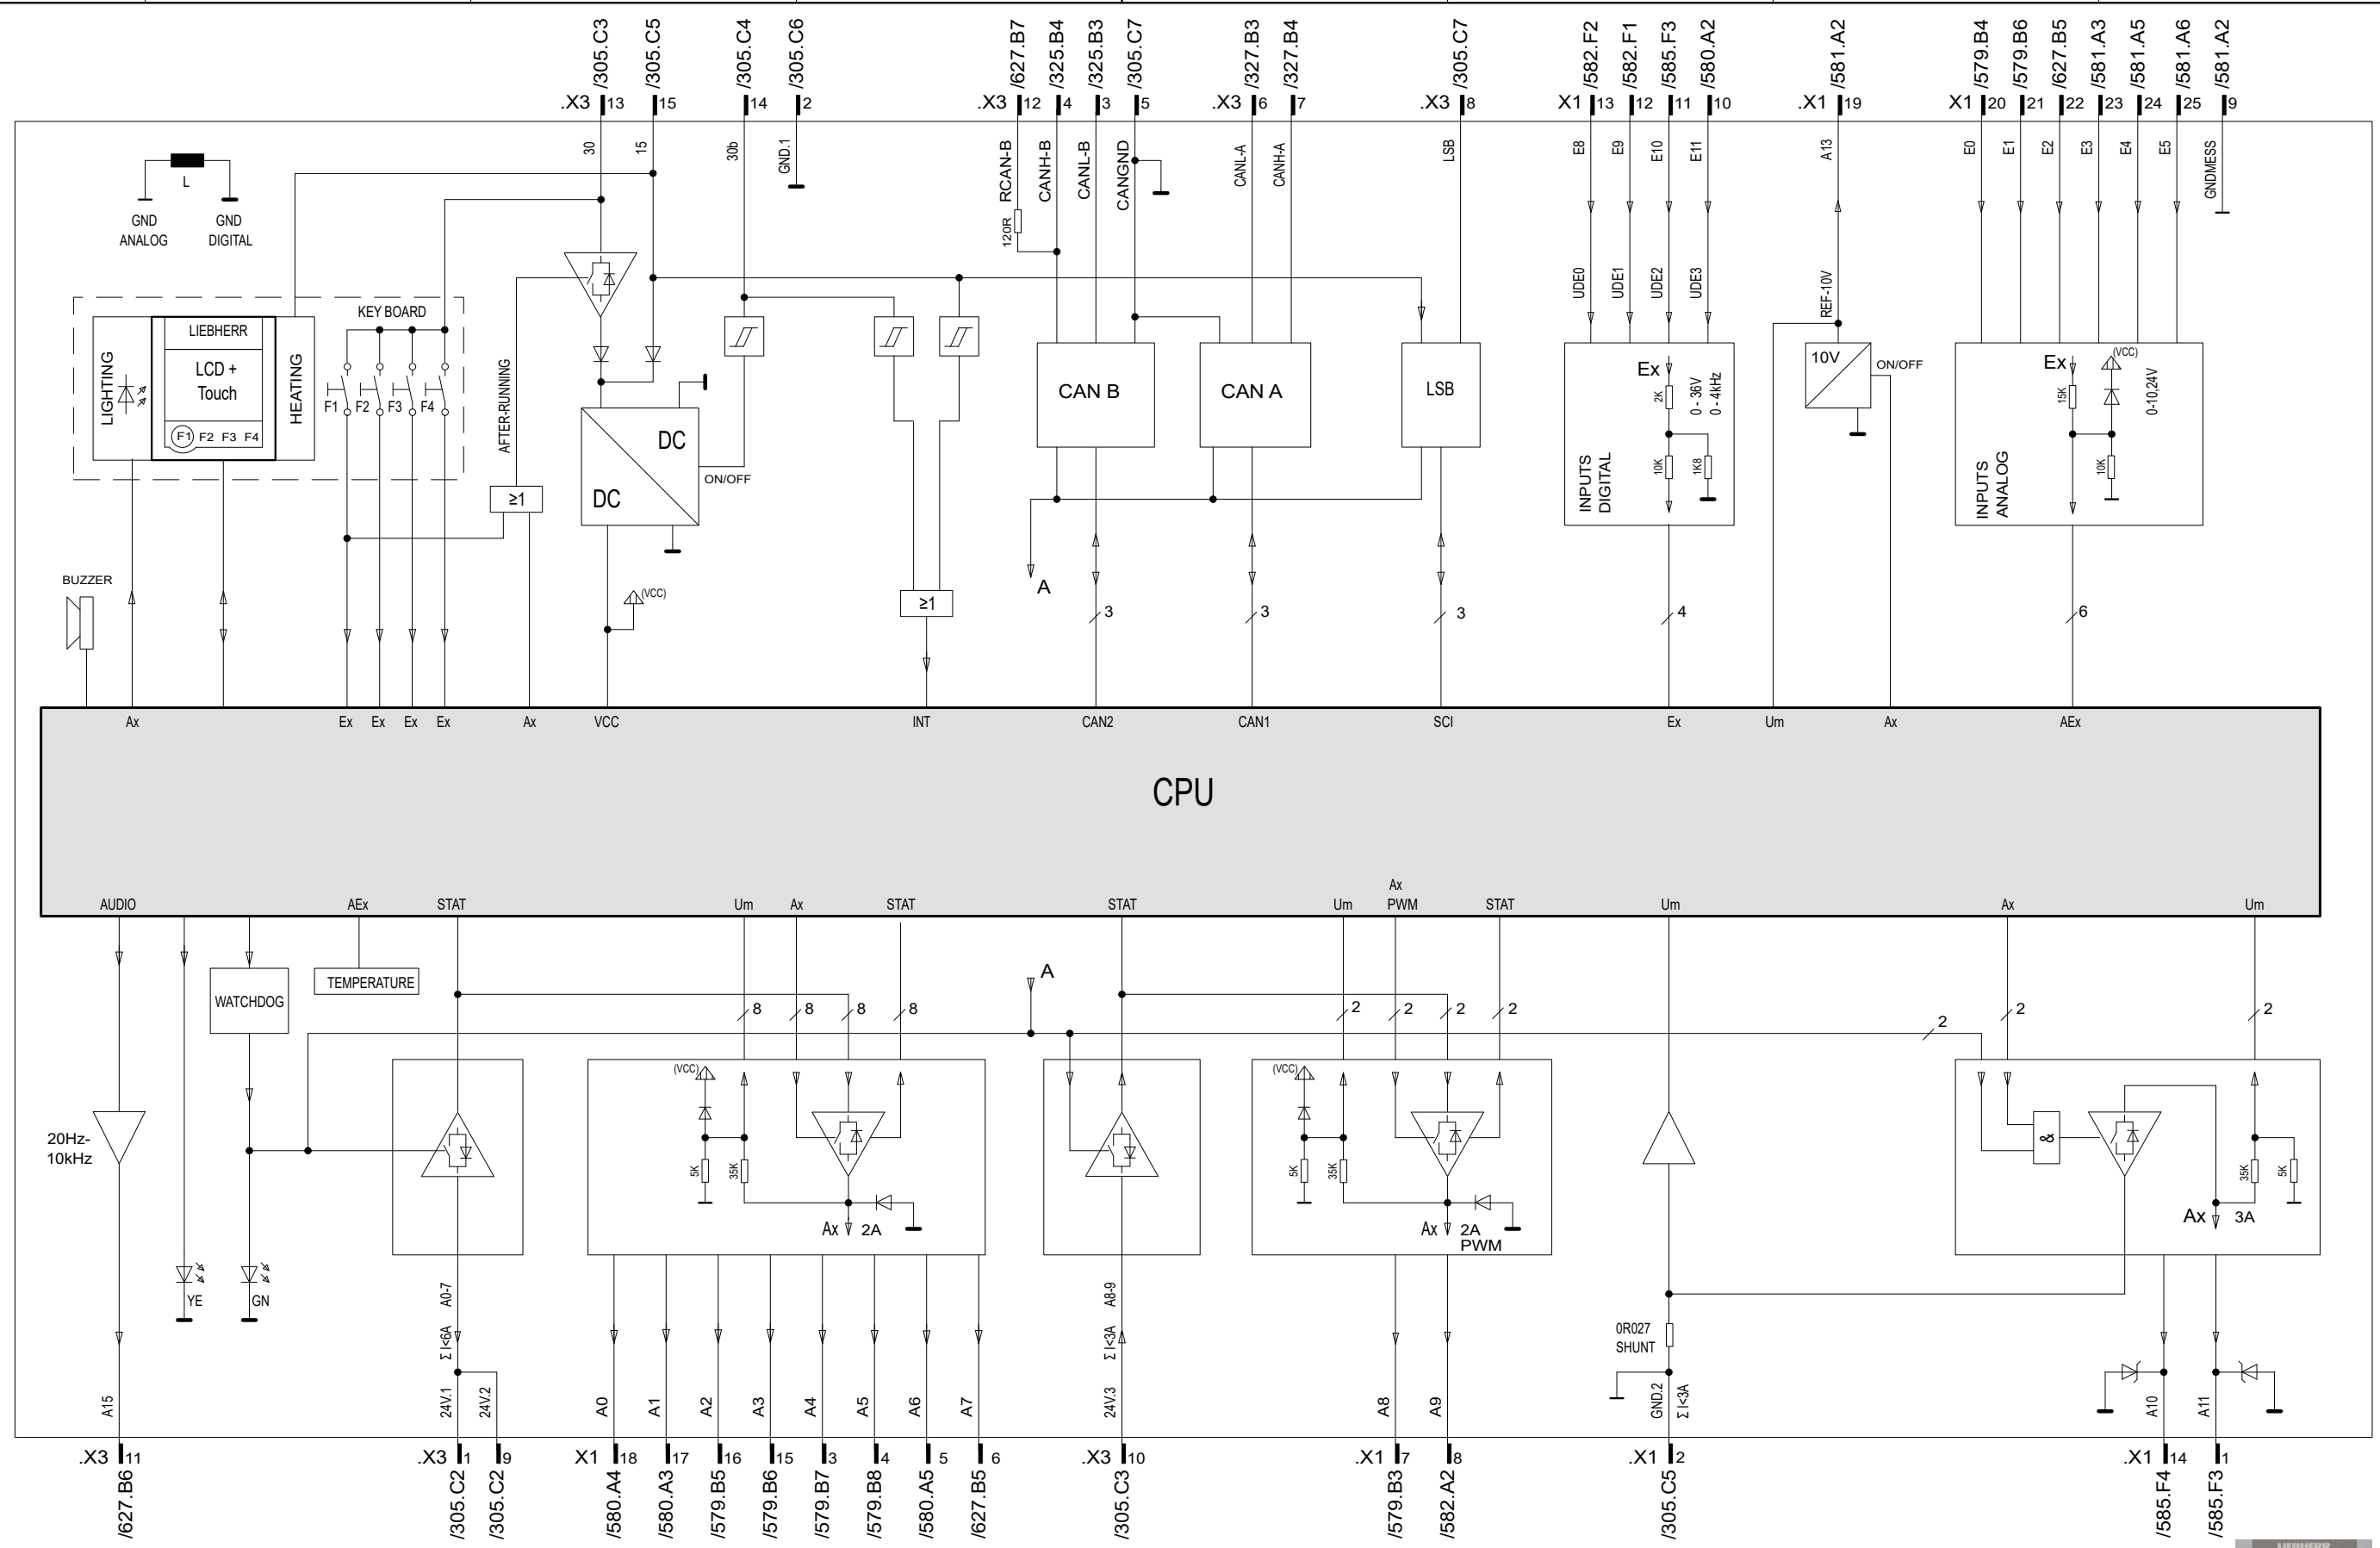 /305.C3
/305.C5
/305.C4
/305.C6
/627.B7
/325.B4
/325.B3
/305.C7
/327.B3
/327.B4
/305.C7
/582.F2
/582.F1
/585.F3
/580.A2
/581.A2
/579.B4
/579.B6
/627.B5
/581.A3
/581.A5
/581.A6
/581.A2
.X3 13 15 14 2
.X3 12 4 3 5
.X3 6 7
.X3 8
X1 13 12 11 10
.X1 19
X1 20 21 22 23 24 25 9
30
15
30b
GND.1
RCAN-B
CANH-B
CANL-B
CANGND
CANL-A
CANH-A
LSB
E8
E9
E10
E11
A13
E0
E1
E2
E3
E4
E5
GNDMESS
L
GND
ANALOG
GND
DIGITAL
120R
UDE0
UDE1
UDE2
UDE3
REF-10V
KEY BOARD
LIGHTING
LIEBHERR
LCD +
Touch
F1 F2 F3 F4
HEATING
F1 F2 F3 F4
AFTER-RUNNING
≥1
DC
DC
ON/OFF
(VCC)
≥1
CAN B
CAN A
LSB
A
3
3
3
Ex
2K
0 - 36V
0 - 4kHz
10K
1K8
INPUTS
DIGITAL
4
10V
ON/OFF
Ex
(VCC)
15K
0-10,24V
10K
INPUTS
ANALOG
6
BUZZER
Ax Ex Ex Ex Ex Ax VCC INT CAN2 CAN1 SCI Ex Um Ax AEx
CPU
Ax
AUDIO AEx STAT Um Ax STAT STAT Um PWM STAT Um Ax Um
WATCHDOG
TEMPERATURE
A
8 8 8 8
2 2 2 2
2
2
2
20Hz-
10kHz
(VCC)
5K
35K
Ax 2A
(VCC)
5K
35K
Ax 2A
PWM
&
35K
5K
Ax 3A
YE
GN
A0-7
Σ I<6A
A8-9
Σ I<3A
0R027
SHUNT
A15
24V.1
24V.2
A0
A1
A2
A3
A4
A5
A6
A7
24V.3
A8
A9
GND.2
Σ I<3A
A10
A11
.X3 11
.X3 1 9
X1 18 17 16 15 3 4 5 6
.X3 10
.X1 7 8
.X1 2
.X1 14 1
/627.B6
/305.C2
/305.C2
/580.A4
/580.A3
/579.B5
/579.B6
/579.B7
/579.B8
/580.A5
/627.B5
/305.C3
/579.B3
/582.A2
/305.C5
/585.F4
/585.F3
LIEBHERR